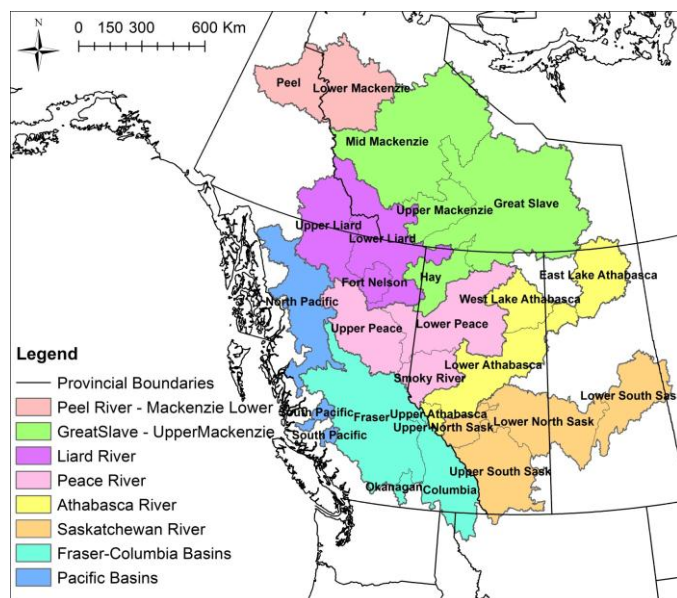 0 150 300 600 Km
N
Peel
Lower Mackenzie
Mid Mackenzie
Upper Mackenzie
Great Slave
Upper Liard
Lower Liard
Hay
East Lake Athabasca
Fort Nelson
West Lake Athabasca
North Pacific
Upper Peace
Lower Peace
Lower Athabasca
Smoky River
Lower South Sas
South Pacific
Fraser
Upper Athabasca
Lower North Sask
Upper North Sask
South Pacific
Upper South Sask
Okanagan
Columbia
Legend
Provincial Boundaries
Peel River - Mackenzie Lower
GreatSlave - UpperMackenzie
Liard River
Peace River
Athabasca River
Saskatchewan River
Fraser-Columbia Basins
Pacific Basins